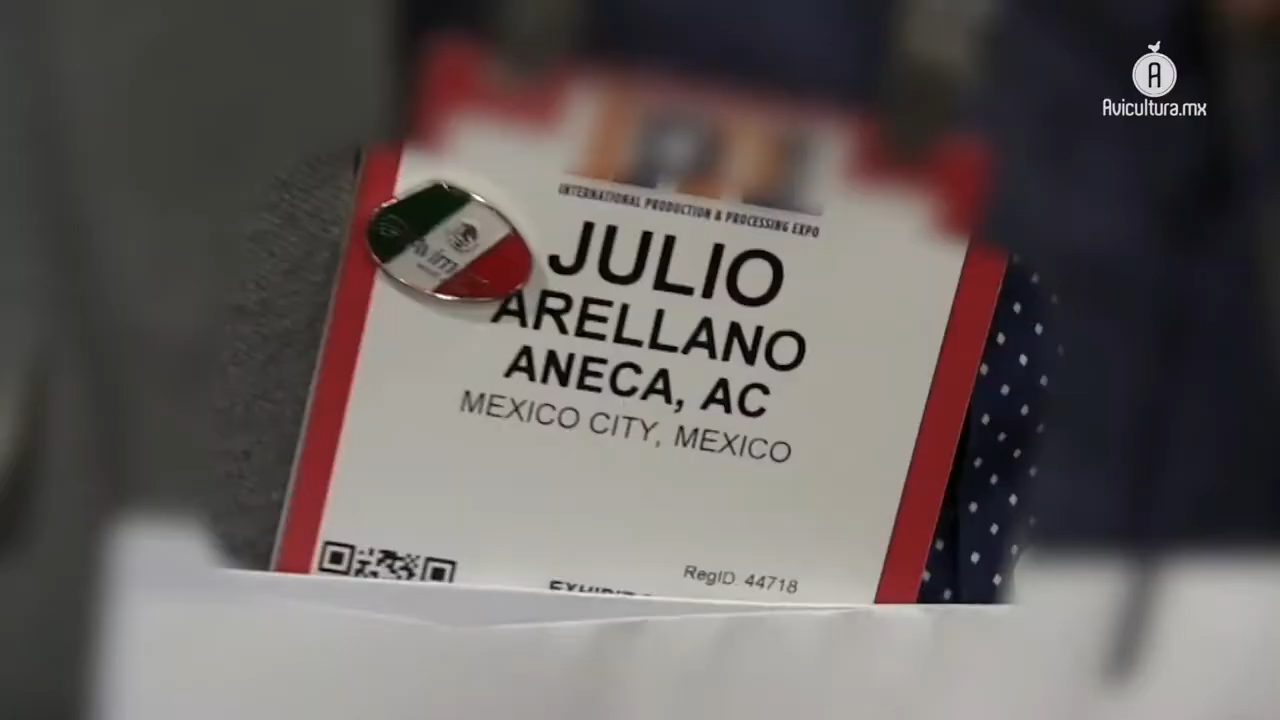 A
Avicultura.mx
INTERNATIONAL PRODUCTION & PROCESSING EXPO
JULIO
ARELLANO
ANECA, AC
MEXICO CITY, MEXICO
RegID 44718